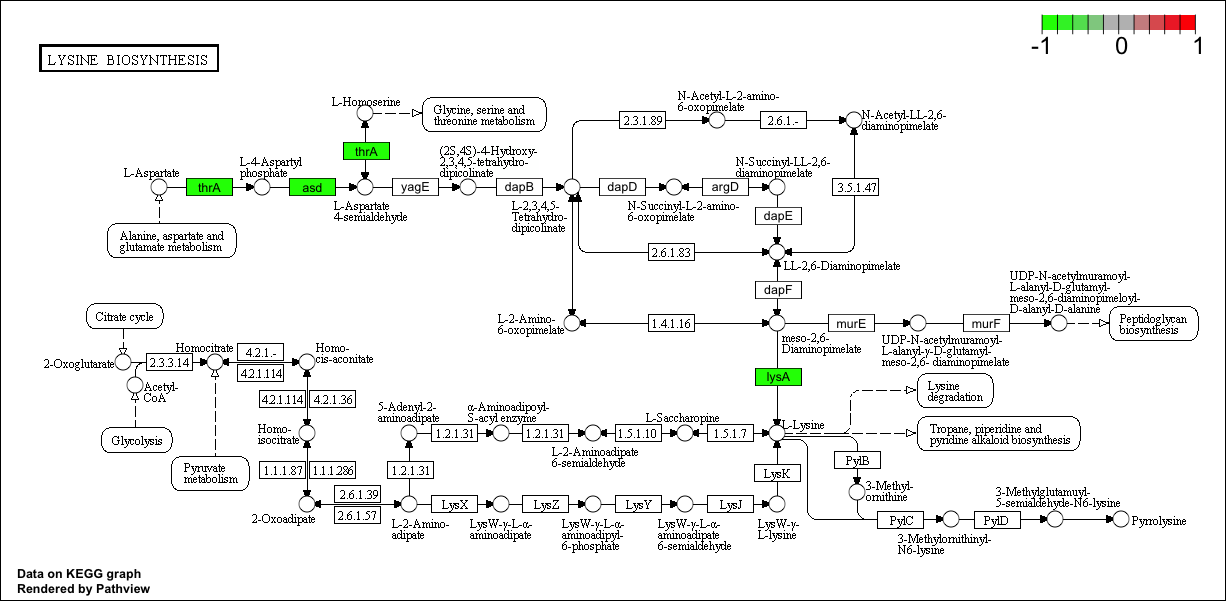 -1
0
1
LYSINE BIOSYNTHESIS
L-Homoserine
Glycine, serine and
threonine metabolism
N-Acetyl-L-2-amino-
6-oxopimelate
2.3.1.89
2.6.1.-
N-Acetyl-LL-2,6-
diaminopimelate
thrA
L-Aspartate
L-4-Aspartyl
phosphate
(2S,4S)-4-Hydroxy-
2,3,4,5-tetrahydro-
dipicolinate
N-Succinyl-LL-2,6-
diaminopimelate
thrA
asd
yagE
dapB
dapD
argD
3.5.1.47
L-Aspartate
4-semialdehyde
L-2,3,4,5-
Tetrahydro-
dipicolinate
N-Succinyl-L-2-amino-
6-oxopimelate
dapE
Alanine, aspartate and
glutamate metabolism
2.6.1.83
LL-2,6-Diaminopimelate
dapF
UDP-N-acetylmuramoyl-
L-alanyl-D-glutamyl-
meso-2,6-diaminopimeloyl-
D-alanyl-D-alanine
Citrate cycle
L-2-Amino-
6-oxopimelate
1.4.1.16
murE
murF
Peptidoglycan
biosynthesis
meso-2,6-
Diaminopimelate
UDP-N-acetylmuramoyl-
L-alanyl-γ-D-glutamyl-
meso-2,6- diaminopimelate
2-Oxoglutarate
2.3.3.14
Homocitrate
4.2.1.-
4.2.1.114
Homo-
cis-aconitate
lysA
Acetyl-
CoA
4.2.1.114
4.2.1.36
Lysine
degradation
5-Adenyl-2-
aminoadipate
α-Aminoadipoyl-
S-acyl enzyme
L-Saccharopine
L-Lysine
Glycolysis
Homo-
isocitrate
1.2.1.31
1.2.1.31
1.5.1.10
1.5.1.7
Tropane, piperidine and
pyridine alkaloid biosynthesis
L-2-Aminoadipate
6-semialdehyde
PylB
Pyruvate
metabolism
1.1.1.87
1.1.1.286
1.2.1.31
LysK
3-Methyl-
ornithine
2.6.1.39
2.6.1.57
2-Oxoadipate
LysX
LysZ
LysY
LysJ
3-Methylglutamuyl-
5-semialdehyde-N6-lysine
L-2-Amino-
adipate
LysW-γ-L-α-
aminoadipate
LysW-γ-L-α-
aminoadipyl-
6-phosphate
LysW-γ-L-α-
aminoadipate
6-semialdehyde
LysW-γ-
L-lysine
PylC
PylD
Pyrrolysine
3-Methylornithinyl-
N6-lysine
Data on KEGG graph
Rendered by Pathview